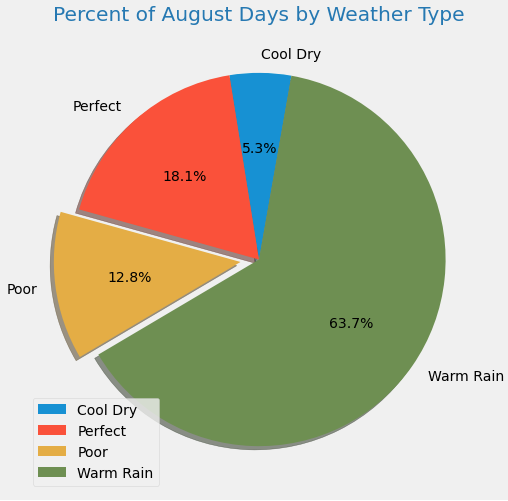 Percent of August Days by Weather Type
Cool Dry
Perfect
5.3%
18.1%
12.8%
Poor
63.7%
Warm Rain
Cool Dry
Perfect
Poor
Warm Rain